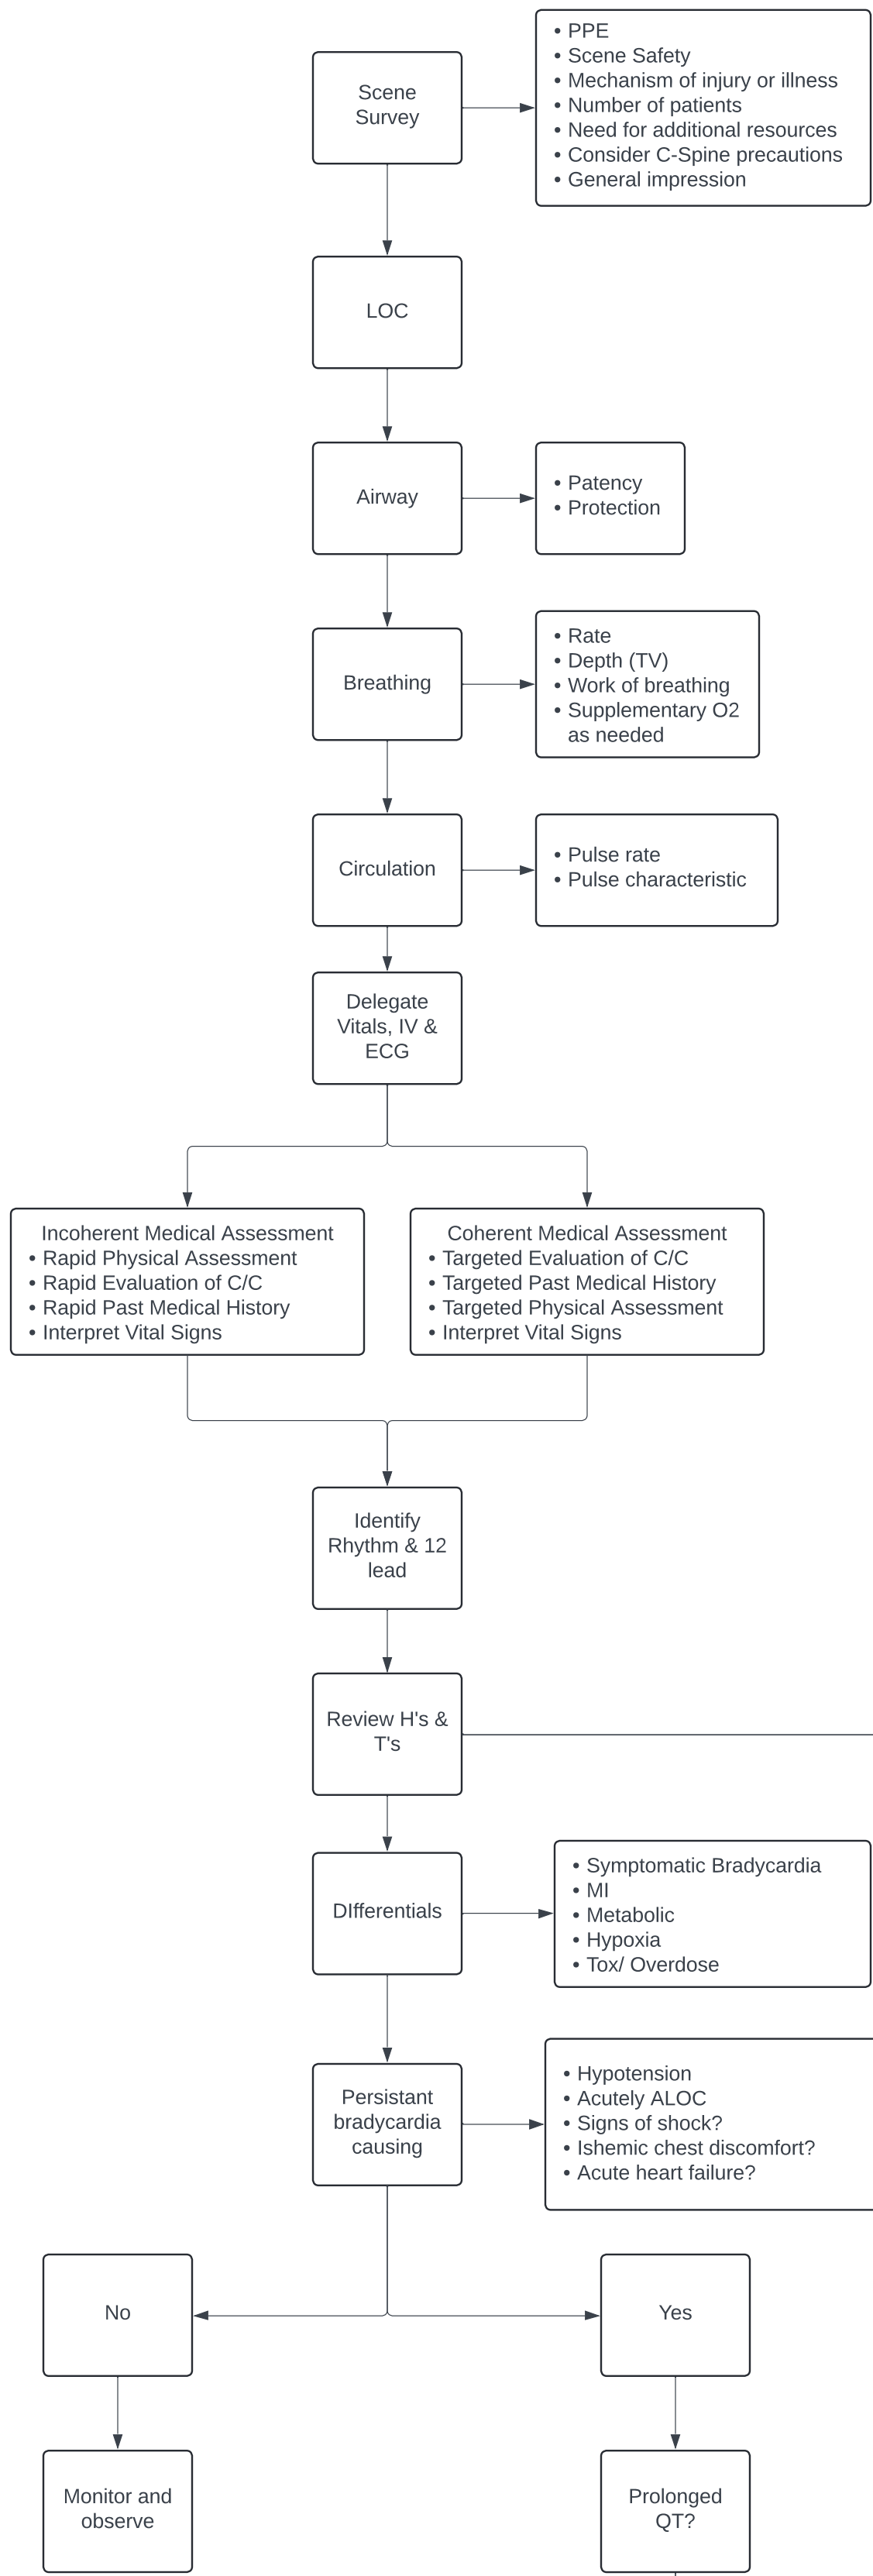 Scene
Survey
• PPE
• Scene Safety
• Mechanism of injury or illness
• Number of patients
• Need for additional resources
• Consider C-Spine precautions
• General impression
LOC
Airway
• Patency
• Protection
Breathing
• Rate
• Depth (TV)
• Work of breathing
• Supplementary O2
as needed
Circulation
• Pulse rate
• Pulse characteristic
Delegate
Vitals, IV &
ECG
Incoherent Medical Assessment
• Rapid Physical Assessment
• Rapid Evaluation of C/C
• Rapid Past Medical History
• Interpret Vital Signs
Coherent Medical Assessment
• Targeted Evaluation of C/C
• Targeted Past Medical History
• Targeted Physical Assessment
• Interpret Vital Signs
Identify
Rhythm & 12
lead
Review H's &
T's
DIfferentials
• Symptomatic Bradycardia
• MI
• Metabolic
• Hypoxia
• Tox/ Overdose
Persistant
bradycardia
causing
• Hypotension
• Acutely ALOC
• Signs of shock?
• Ishemic chest discomfort?
• Acute heart failure?
No
Yes
Monitor and
observe
Prolonged
QT?